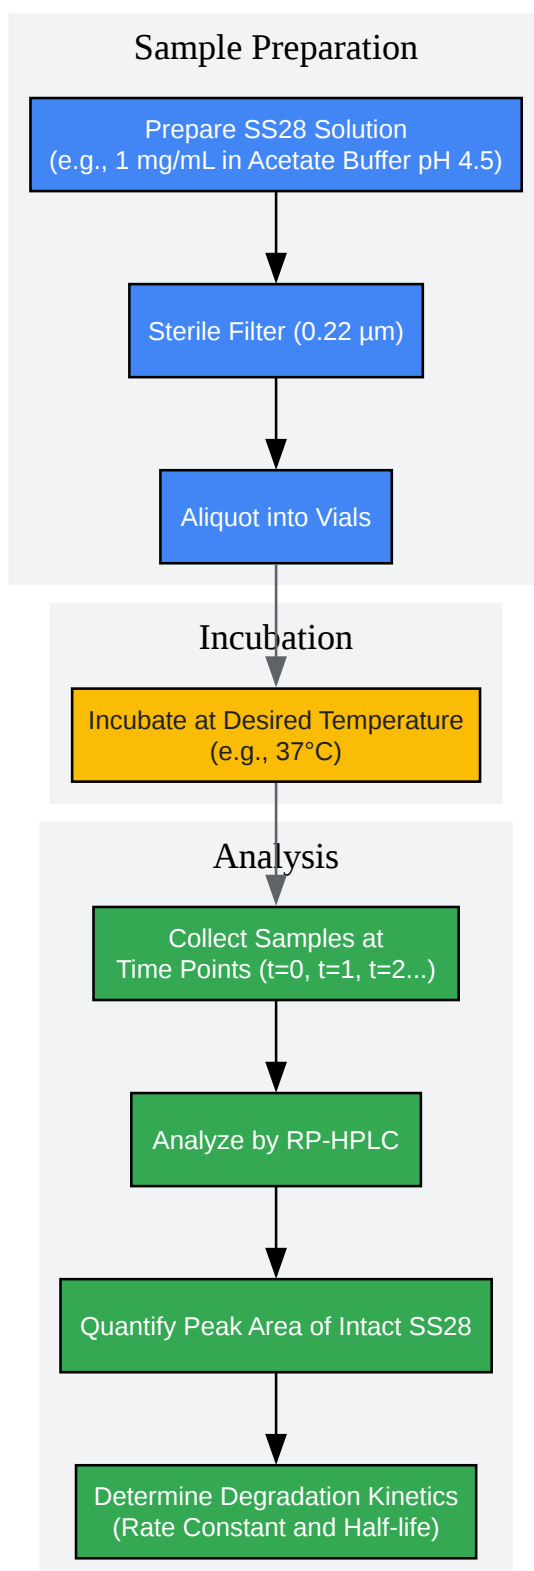 Sample Preparation
Prepare SS28 Solution
(e.g., 1 mg/mL in Acetate Buffer pH 4.5)
Sterile Filter (0.22 µm)
Aliquot into Vials
Incubation
Incubate at Desired Temperature
(e.g., 37°C)
Analysis
Collect Samples at
Time Points (t=0, t=1, t=2...)
Analyze by RP-HPLC
Quantify Peak Area of Intact SS28
Determine Degradation Kinetics
(Rate Constant and Half-life)